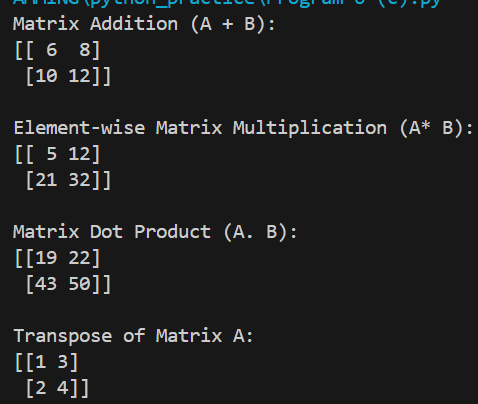 AMMING\python_practice\Program 6 (c).py
Matrix Addition (A + B):
[[ 6  8]
 [10 12]]

Element-wise Matrix Multiplication (A* B):
[[ 5 12]
 [21 32]]

Matrix Dot Product (A. B):
[[19 22]
 [43 50]]

Transpose of Matrix A:
[[1 3]
 [2 4]]